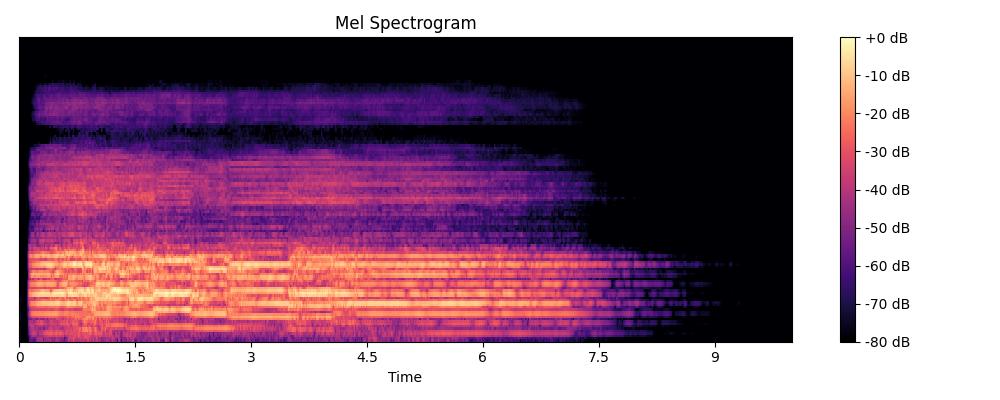 Mel Spectrogram
+0 dB
-10 dB
-20 dB
-30 dB
-40 dB
-50 dB
-60 dB
-70 dB
-80 dB
0 1.5 3 4.5 6 7.5 9
Time